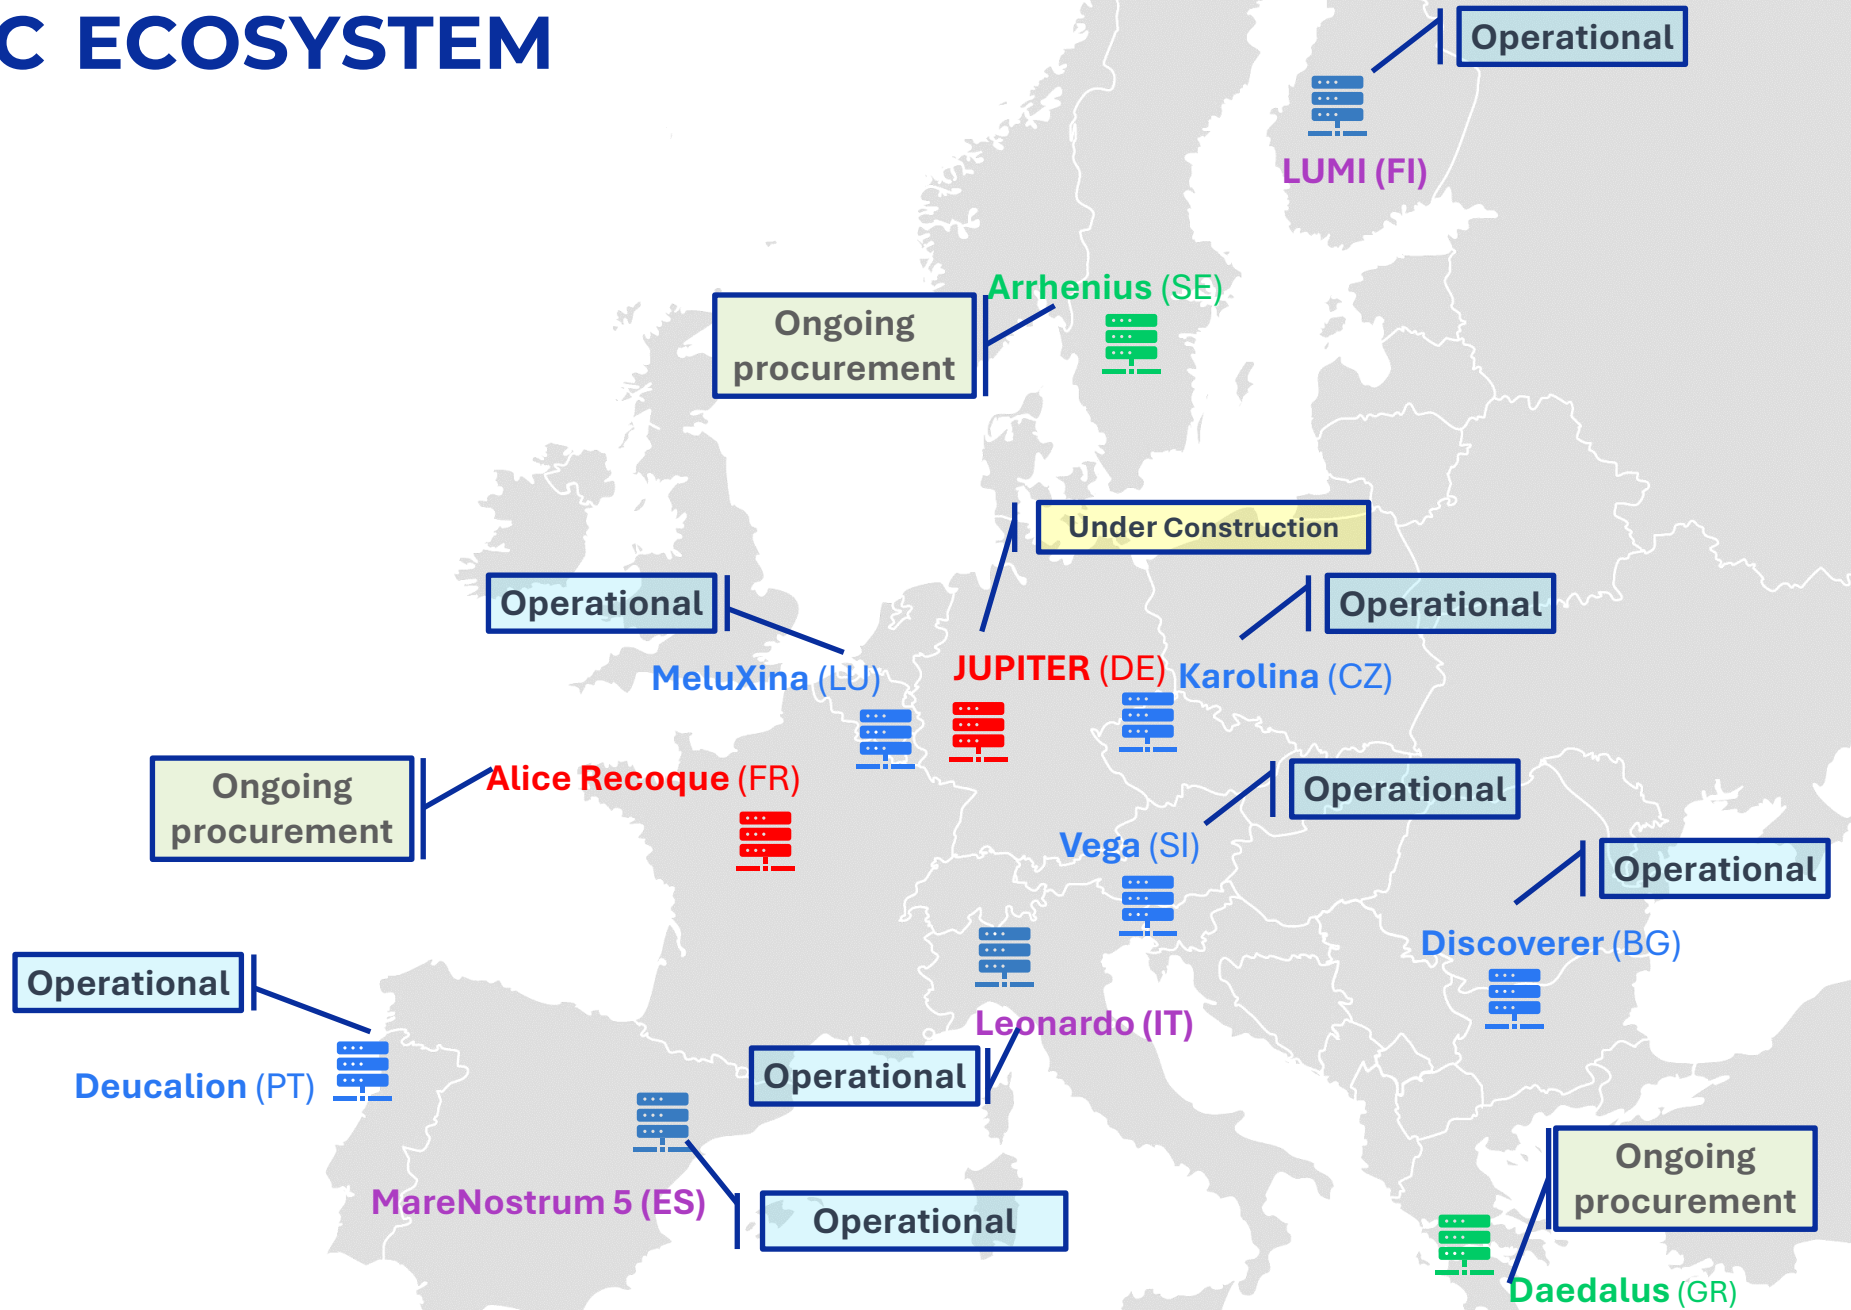 C ECOSYSTEM
Operational
LUMI (FI)
Arrhenius (SE)
Ongoing
procurement
Under Construction
Operational
Operational
MeluXina (LU)
JUPITER (DE)
Karolina (CZ)
Ongoing
procurement
Alice Recoque (FR)
Operational
Vega (SI)
Operational
Discoverer (BG)
Operational
Deucalion (PT)
Leonardo (IT)
Operational
MareNostrum 5 (ES)
Operational
Ongoing
procurement
Daedalus (GR)